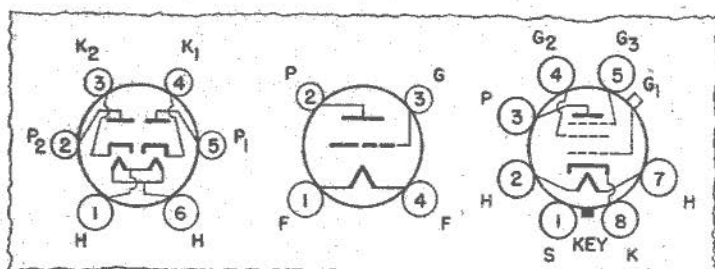 K2 K1
3 4
P2 2 5 P1
1 6
H H
P G
2 3
1 4
F F
G2 G3
4 5 G1
P 3
H 2 7 H
1 8
S KEY K